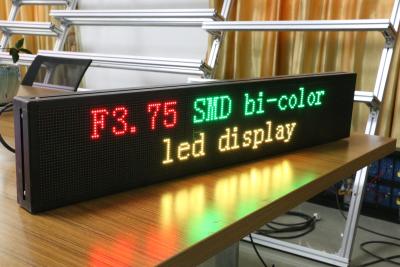 F3.75 SMD bi-color
led display